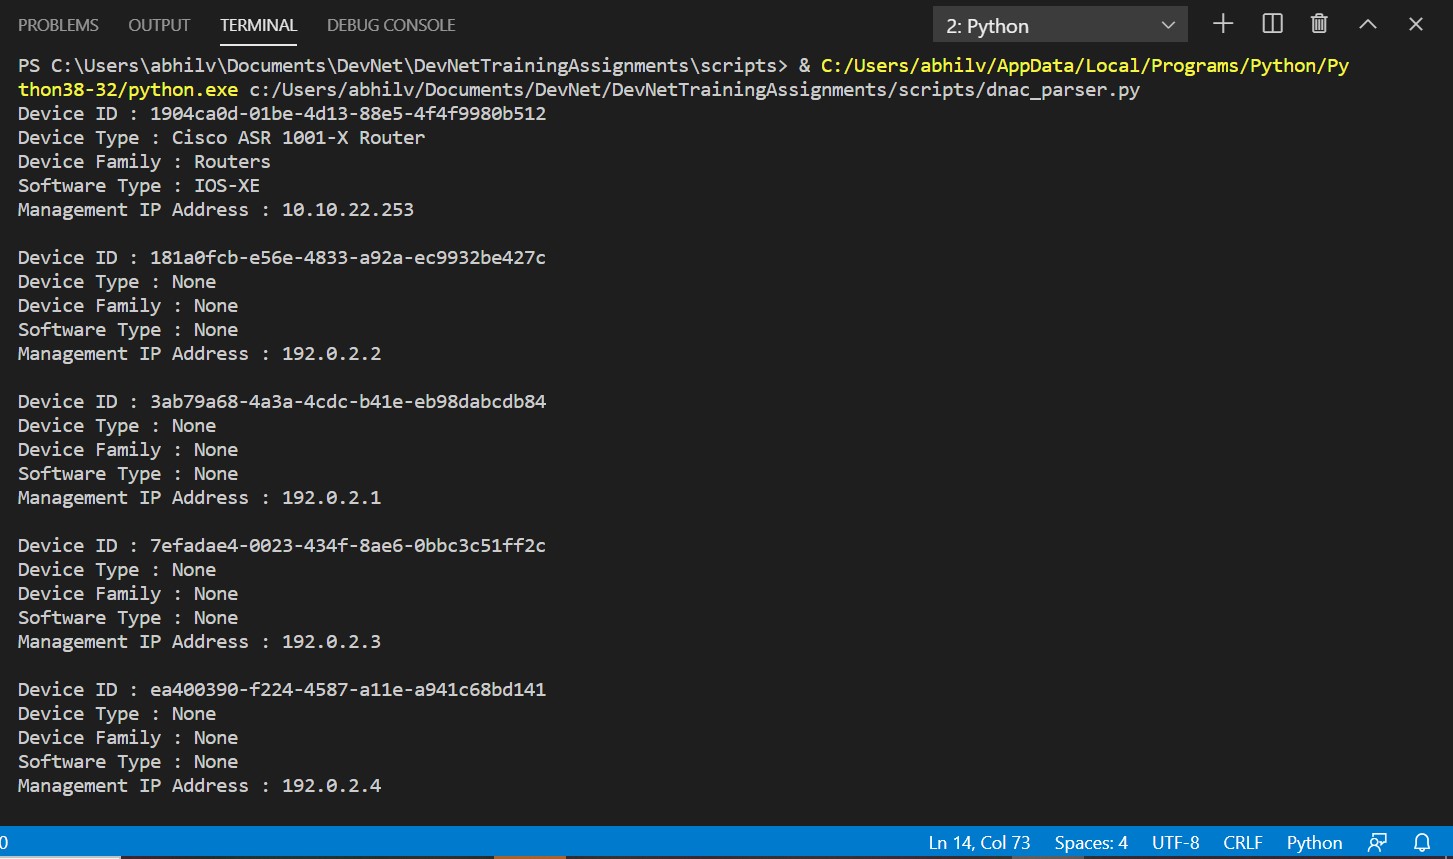 PROBLEMS OUTPUT TERMINAL DEBUG CONSOLE 2: Python
PS C:\Users\abhilv\Documents\DevNet\DevNetTrainingAssignments\scripts> & C:/Users/abhilv/AppData/Local/Programs/Python/Py
thon38-32/python.exe c:/Users/abhilv/Documents/DevNet/DevNetTrainingAssignments/scripts/dnac_parser.py
Device ID : 1904ca0d-01be-4d13-88e5-4f4f9980b512
Device Type : Cisco ASR 1001-X Router
Device Family : Routers
Software Type : IOS-XE
Management IP Address : 10.10.22.253
Device ID : 181a0fcb-e56e-4833-a92a-ec9932be427c
Device Type : None
Device Family : None
Software Type : None
Management IP Address : 192.0.2.2
Device ID : 3ab79a68-4a3a-4cdc-b41e-eb98dabcdb84
Device Type : None
Device Family : None
Software Type : None
Management IP Address : 192.0.2.1
Device ID : 7efadae4-0023-434f-8ae6-0bbc3c51ff2c
Device Type : None
Device Family : None
Software Type : None
Management IP Address : 192.0.2.3
Device ID : ea400390-f224-4587-a11e-a941c68bd141
Device Type : None
Device Family : None
Software Type : None
Management IP Address : 192.0.2.4
0 Ln 14, Col 73 Spaces: 4 UTF-8 CRLF Python